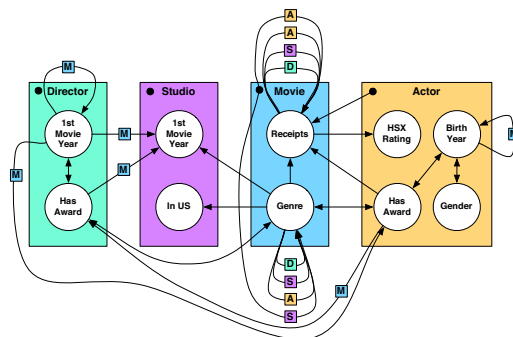 A
A
S
D
M
Director
Studio
Movie
Actor
1st
Movie
Year
M
1st
Movie
Year
Receipts
HSX
Rating
Birth
Year
M
M
M
Has
Award
In US
Genre
Has
Award
Gender
D
S
A
S
M